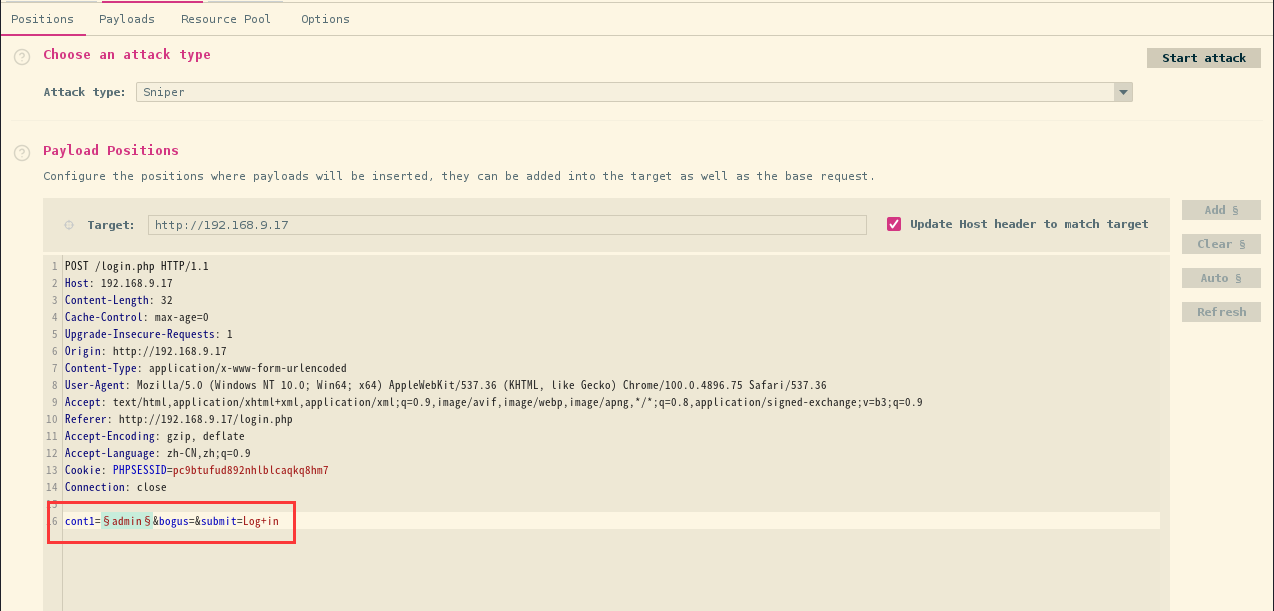 Positions Payloads Resource Pool Options
? Choose an attack type
Start attack
Attack type: Sniper
? Payload Positions
Configure the positions where payloads will be inserted, they can be added into the target as well as the base request.
Target: http://192.168.9.17 Update Host header to match target
Add §
Clear §
Auto §
Refresh
1 POST /login.php HTTP/1.1
2 Host: 192.168.9.17
3 Content-Length: 32
4 Cache-Control: max-age=0
5 Upgrade-Insecure-Requests: 1
6 Origin: http://192.168.9.17
7 Content-Type: application/x-www-form-urlencoded
8 User-Agent: Mozilla/5.0 (Windows NT 10.0; Win64; x64) AppleWebKit/537.36 (KHTML, like Gecko) Chrome/100.0.4896.75 Safari/537.36
9 Accept: text/html,application/xhtml+xml,application/xml;q=0.9,image/avif,image/webp,image/apng,*/*;q=0.8,application/signed-exchange;v=b3;q=0.9
10 Referer: http://192.168.9.17/login.php
11 Accept-Encoding: gzip, deflate
12 Accept-Language: zh-CN,zh;q=0.9
13 Cookie: PHPSESSID=pc9btufud892nhlblcaqkq8hm7
14 Connection: close
15
16 cont1=§admin§&bogus=&submit=Log+in